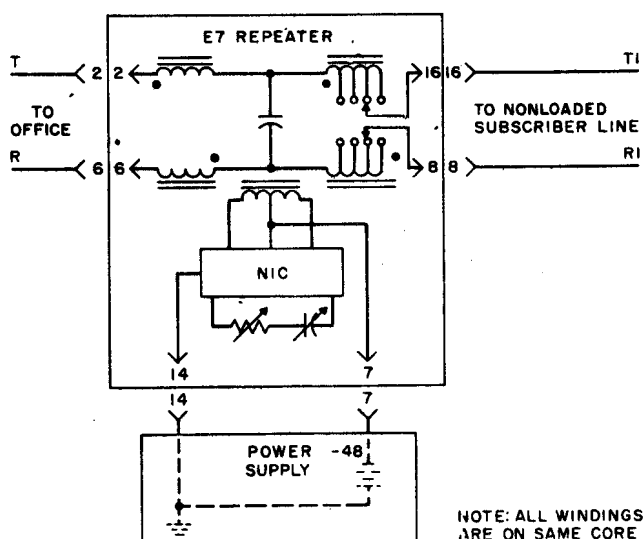 E7 REPEATER
T
2 2
16 16
T1
TO
OFFICE
TO NONLOADED
SUBSCRIBER LINE
R
6 6
8 8
R1
NIC
14
7
14
7
POWER
SUPPLY
-48
NOTE: ALL WINDINGS
ARE ON SAME CORE